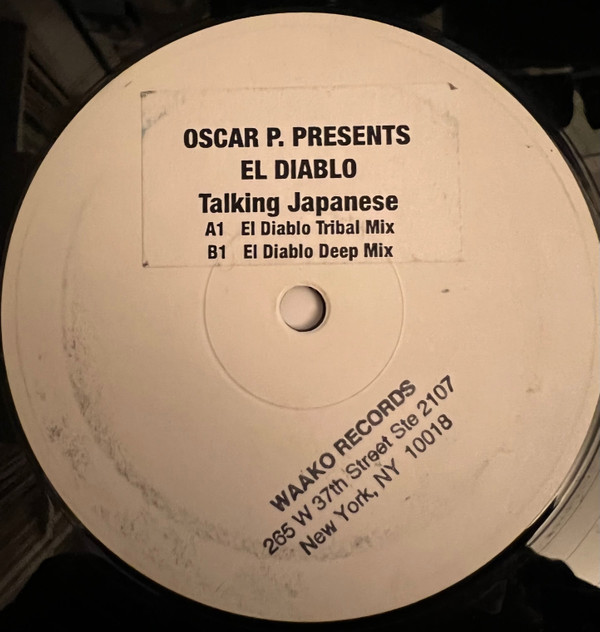 OSCAR P. PRESENTS
EL DIABLO
Talking Japanese
A1 El Diablo Tribal Mix
B1 El Diablo Deep Mix
WAAKO RECORDS
265 W 37th Street Ste 2107
New York, NY 10018